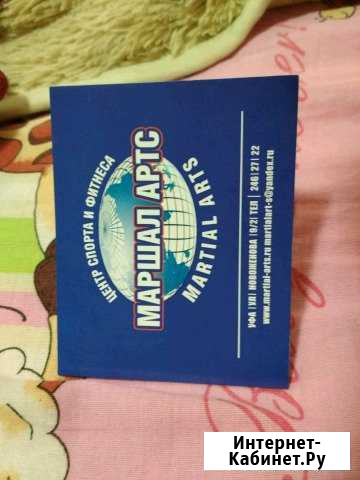 ЦЕНТР СПОРТА И ФИТНЕСА
МАРШАЛ АРТС
MARTIAL ARTS
УФА | УЛ | НОВОЖЕНОВА | 9/2 | ТЕЛ | 246 | 27 | 22
www.martial-arts.ru martialart-s@yandex.ru
Интернет-
Кабинет.Ру